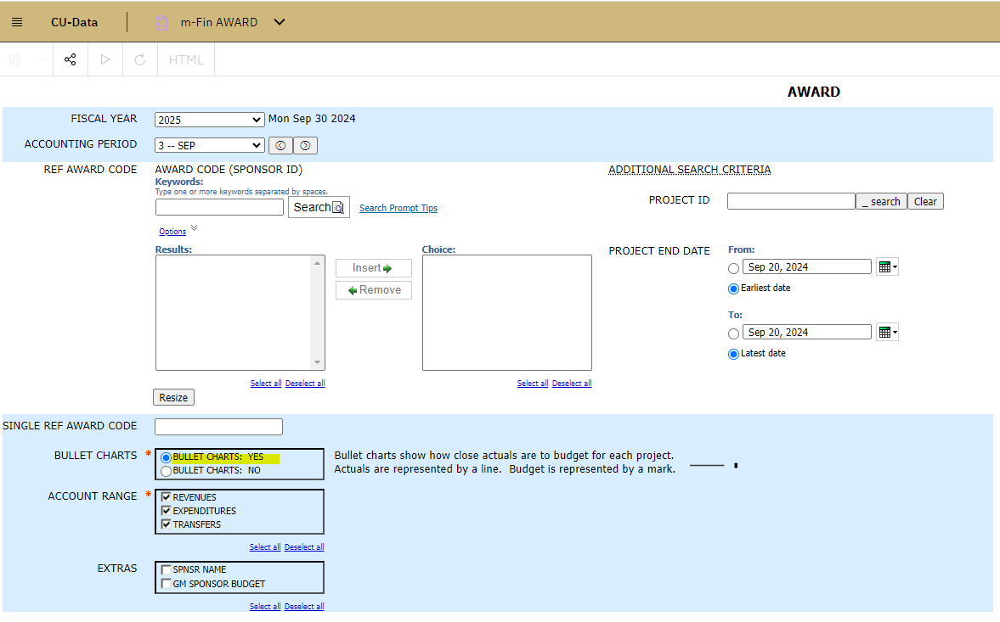 CU-Data m-Fin AWARD
HTML
AWARD
FISCAL YEAR 2025 Mon Sep 30 2024
ACCOUNTING PERIOD 3 -- SEP
REF AWARD CODE AWARD CODE (SPONSOR ID)
Keywords:
Type one or more keywords separated by spaces.
Search Search Prompt Tips
Options
Results:
Insert
Remove
Choice:
Select all Deselect all
Select all Deselect all
Resize
ADDITIONAL SEARCH CRITERIA
PROJECT ID _ search Clear
PROJECT END DATE From:
Sep 20, 2024
Earliest date
To:
Sep 20, 2024
Latest date
SINGLE REF AWARD CODE
BULLET CHARTS * BULLET CHARTS: YES
BULLET CHARTS: NO
Bullet charts show how close actuals are to budget for each project.
Actuals are represented by a line. Budget is represented by a mark.
ACCOUNT RANGE * REVENUES
EXPENDITURES
TRANSFERS
Select all Deselect all
EXTRAS SPNSR NAME
GM SPONSOR BUDGET
Select all Deselect all